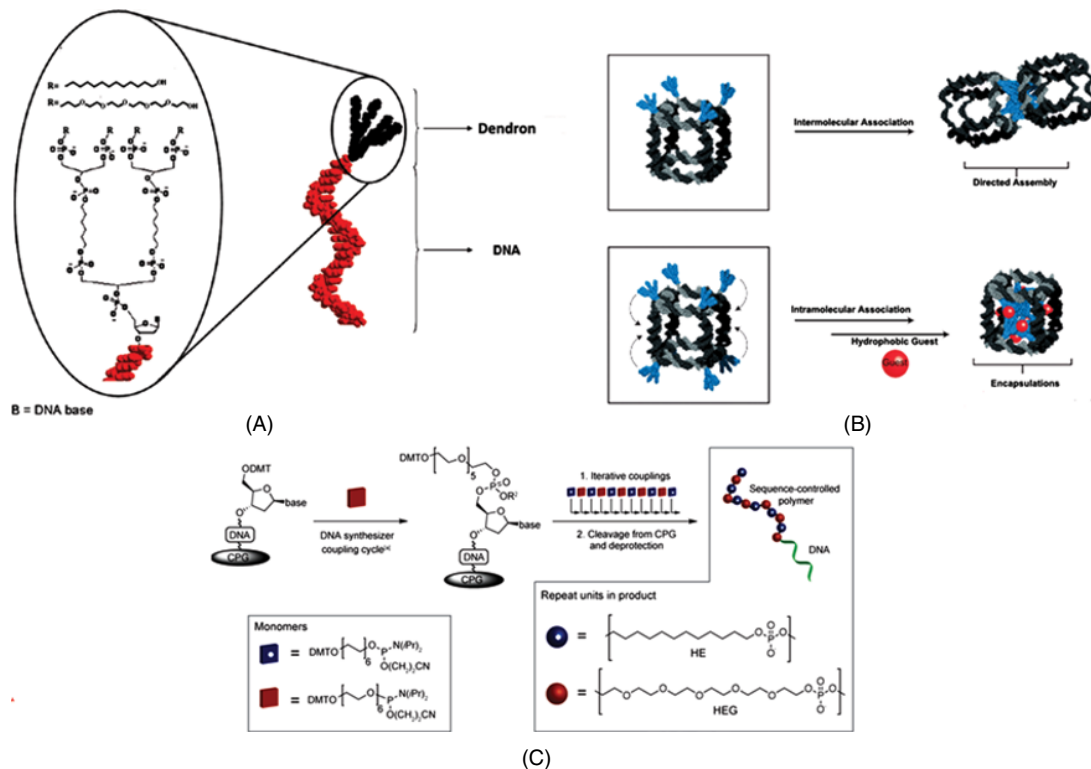 R=
OH
R=
O
O
O
O
O
OH
R
R
R
R
Dendron
DNA
B = DNA base
(A)
Intermolecular Association
Directed Assembly
Intramolecular Association
Hydrophobic Guest
Guest
Encapsulations
(B)
ODMT
O
base
O
DNA
CPG
DNA synthesizer
coupling cycle[a]
DMTO
O
5
O
O
P
OR²
O
O
base
O
DNA
CPG
1. Iterative couplings
2. Cleavage from CPG
and deprotection
Sequence-controlled
polymer
DNA
Monomers
= DMTO 6 O P N(iPr)₂
O(CH₂)₂CN
= DMTO O 6 P N(iPr)₂
O(CH₂)₂CN
Repeat units in product
= O P O O O
HE
= O O O O O O P O O O⁻
HEG
(C)